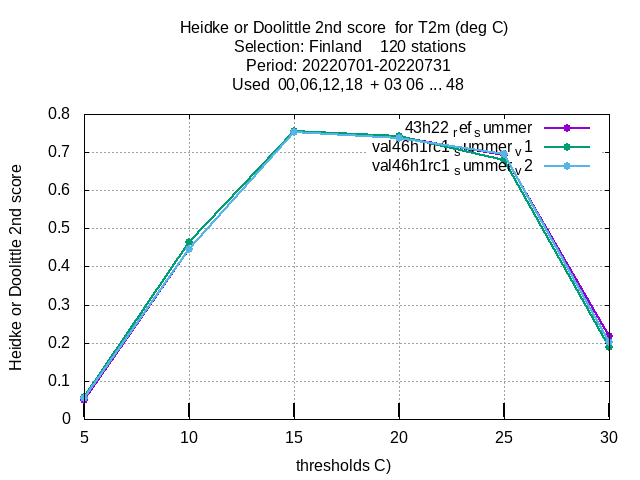 Heidke or Doolittle 2nd score  for T2m (deg C)
Selection: Finland    120 stations
Period: 20220701-20220731
Used  00,06,12,18  + 03 06 ... 48
Heidke or Doolittle 2nd score
0.8
0.7
0.6
0.5
0.4
0.3
0.2
0.1
0
43h22 ref summer
val46h1rc1 summer v1
val46h1rc1 summer v2
5 10 15 20 25 30
thresholds C)